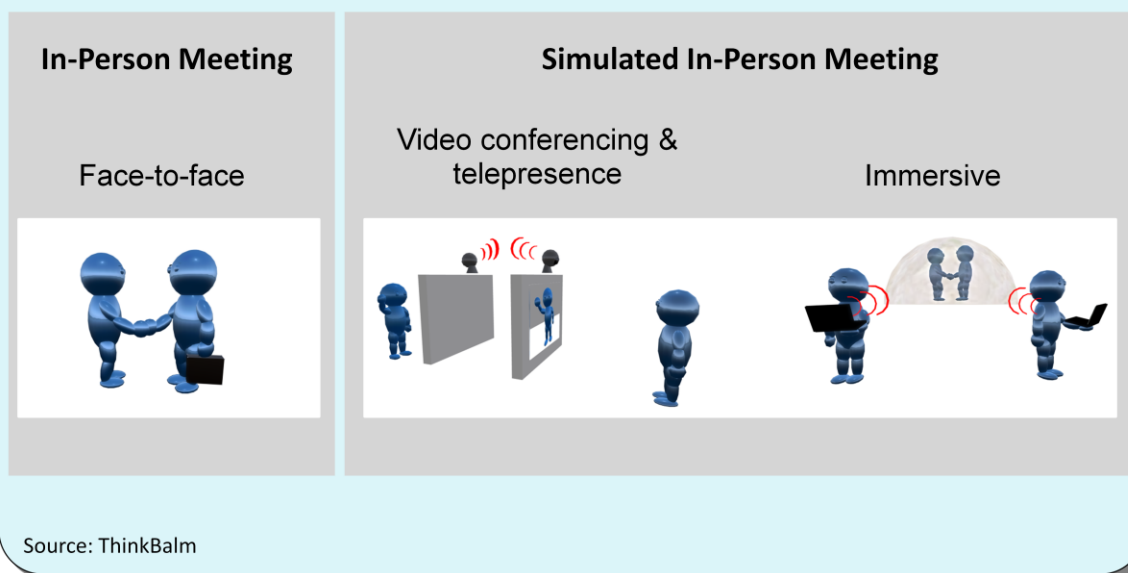 In-Person Meeting
Simulated In-Person Meeting
Face-to-face
Video conferencing &
telepresence
Immersive
Source: ThinkBalm